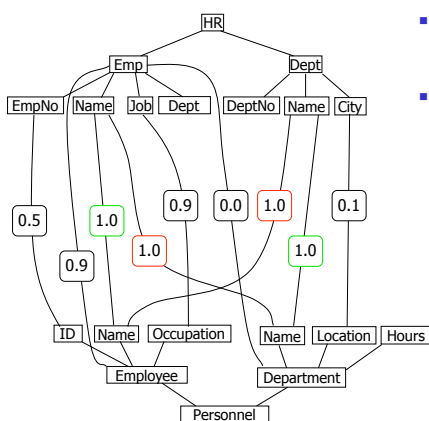 HR
Emp Dept
EmpNo Name Job Dept DeptNo Name City
0.5 1.0 0.9 0.0 1.0 0.1
0.9 1.0 1.0
ID Name Occupation Name Location Hours
Employee Department
Personnel